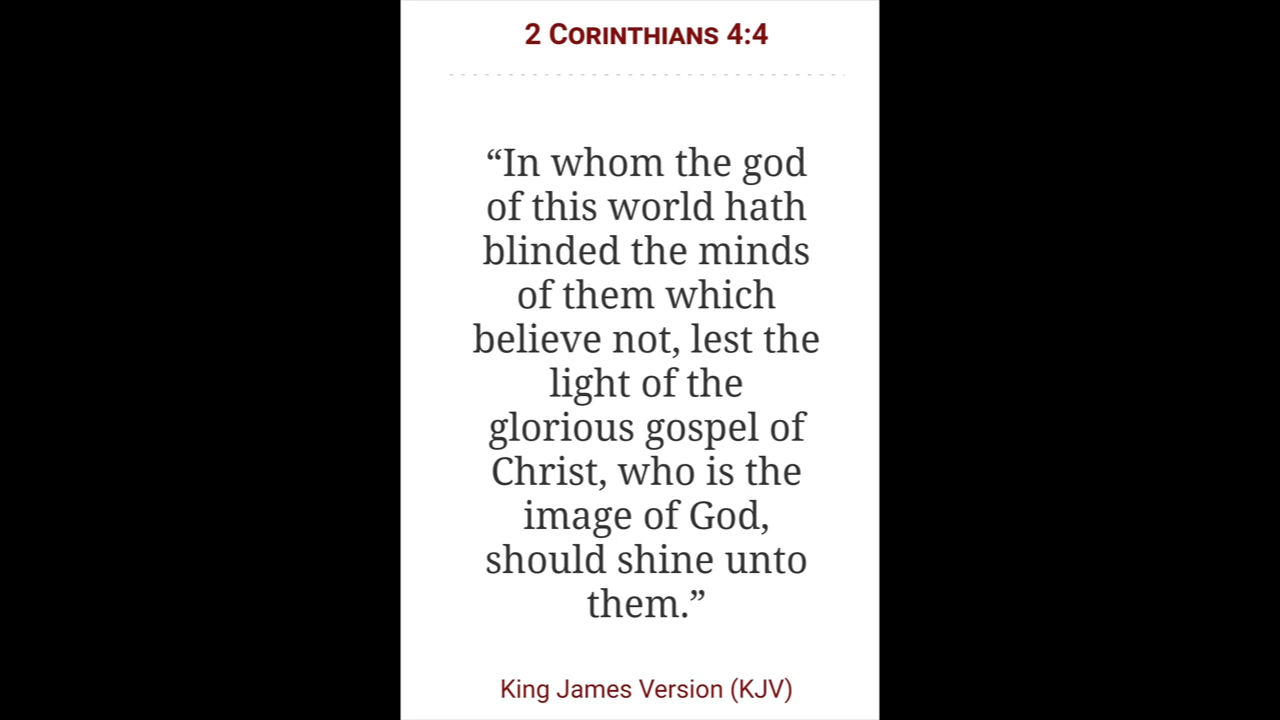 2 Corinthians 4:4
“In whom the god
of this world hath
blinded the minds
of them which
believe not, lest the
light of the
glorious gospel of
Christ, who is the
image of God,
should shine unto
them.”
King James Version (KJV)